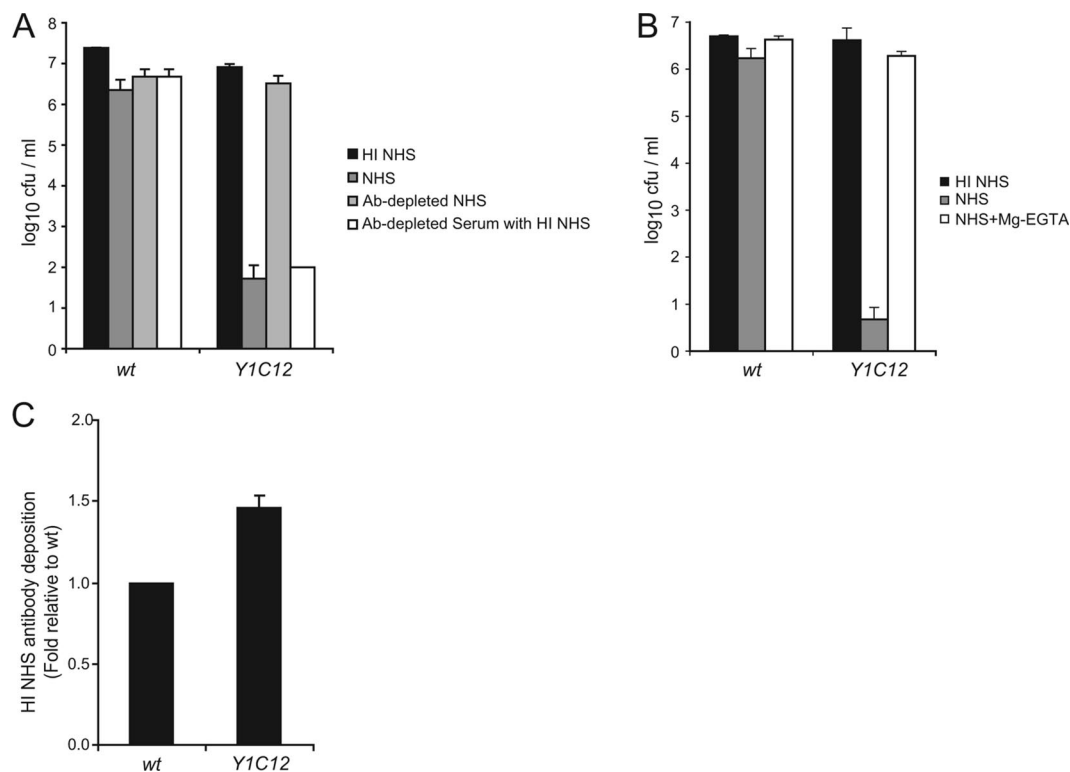 A
log10 cfu / ml
8
7
6
5
4
3
2
1
0
wt
Y1C12
HI NHS
NHS
Ab-depleted NHS
Ab-depleted Serum with HI NHS
B
log10 cfu / ml
7
6
5
4
3
2
1
0
wt
Y1C12
HI NHS
NHS
NHS+Mg-EGTA
C
HI NHS antibody deposition
(Fold relative to wt)
2.0
1.5
1.0
0.5
0.0
wt
Y1C12